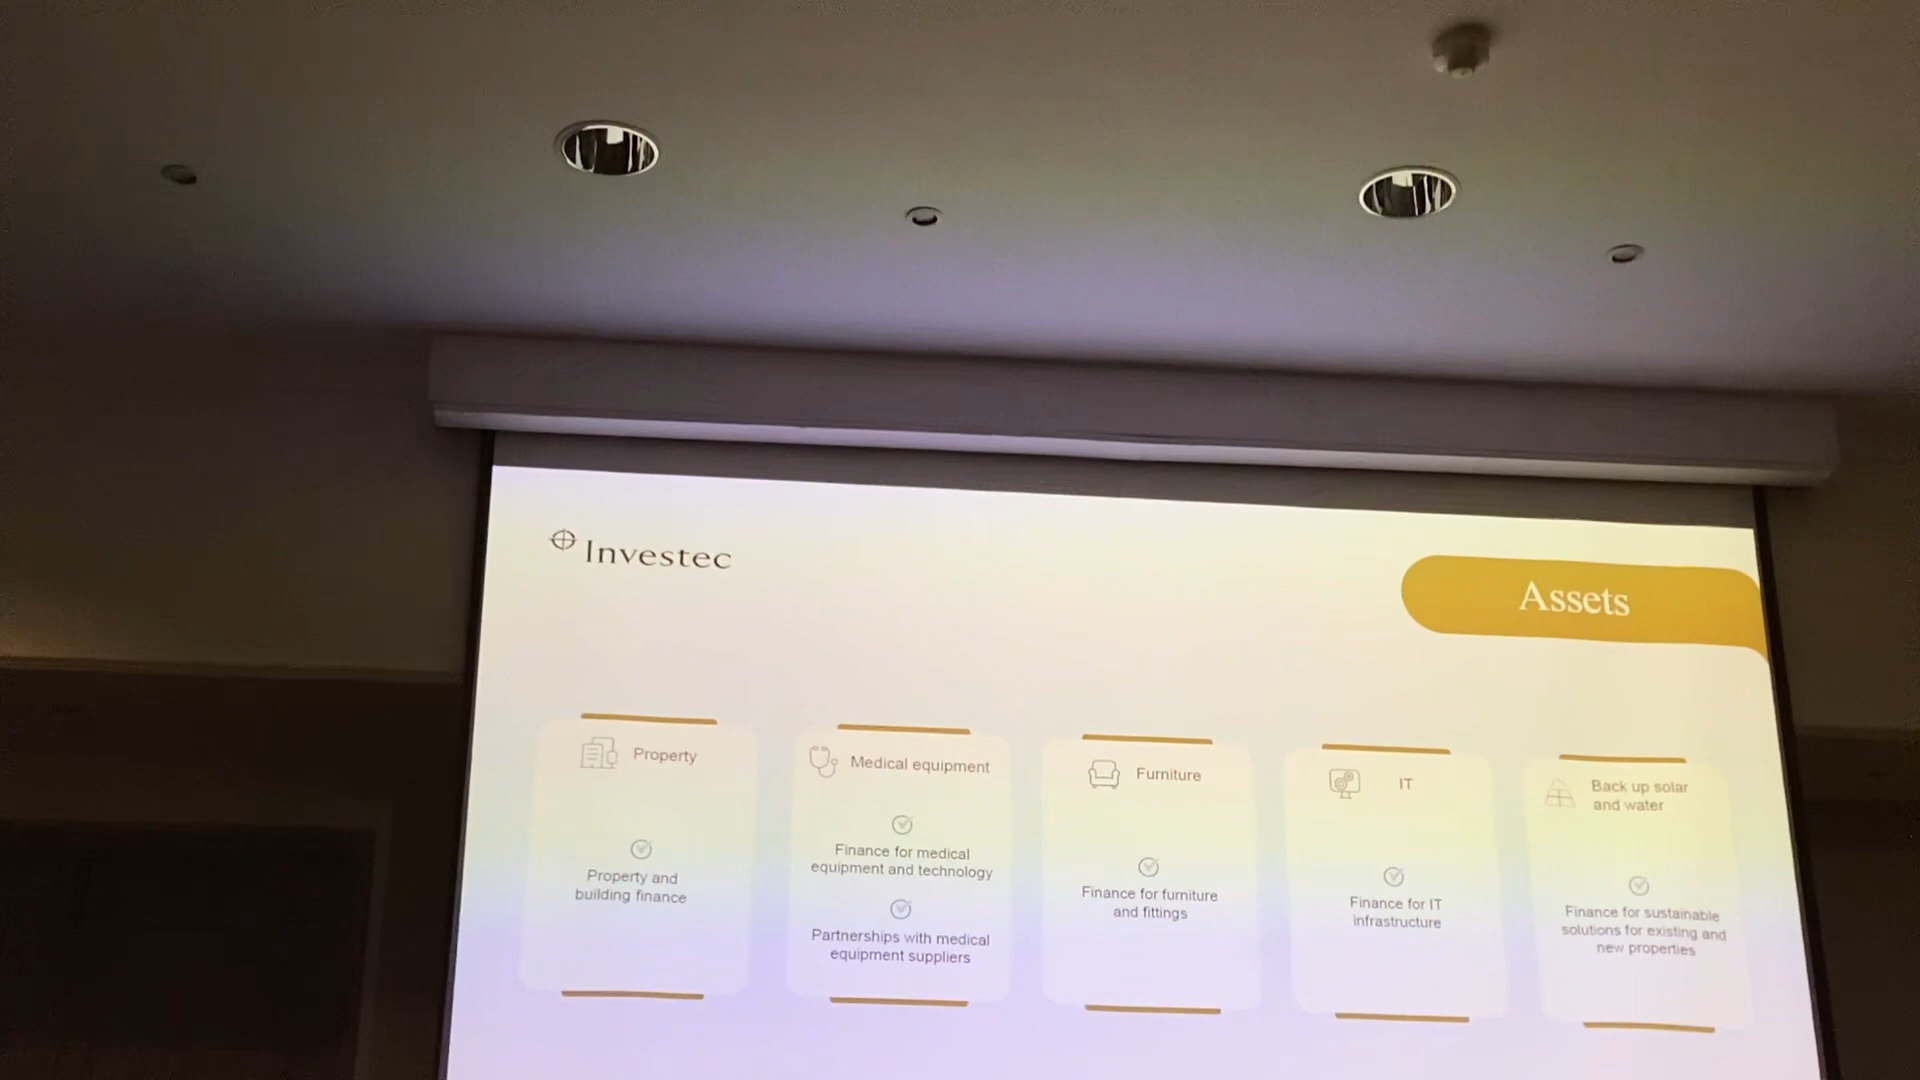 Investec
Assets
Property
Property and
building finance
Medical equipment
Finance for medical
equipment and technology
Partnerships with medical
equipment suppliers
Furniture
Finance for furniture
and fittings
IT
Finance for IT
infrastructure
Back up solar
and water
Finance for sustainable
solutions for existing and
new properties